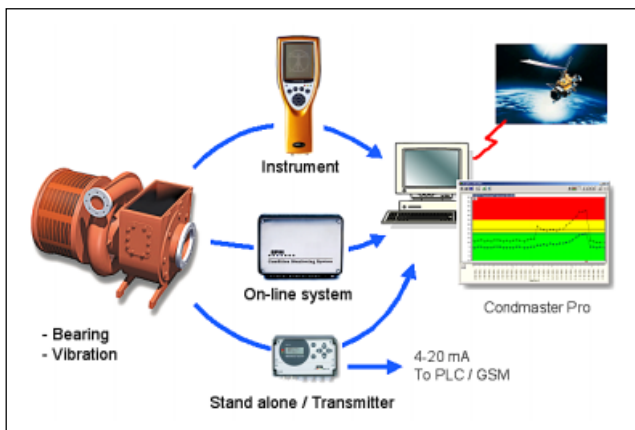 Instrument
On-line system
- Bearing
- Vibration
Condmaster Pro
4-20 mA
To PLC / GSM
Stand alone / Transmitter